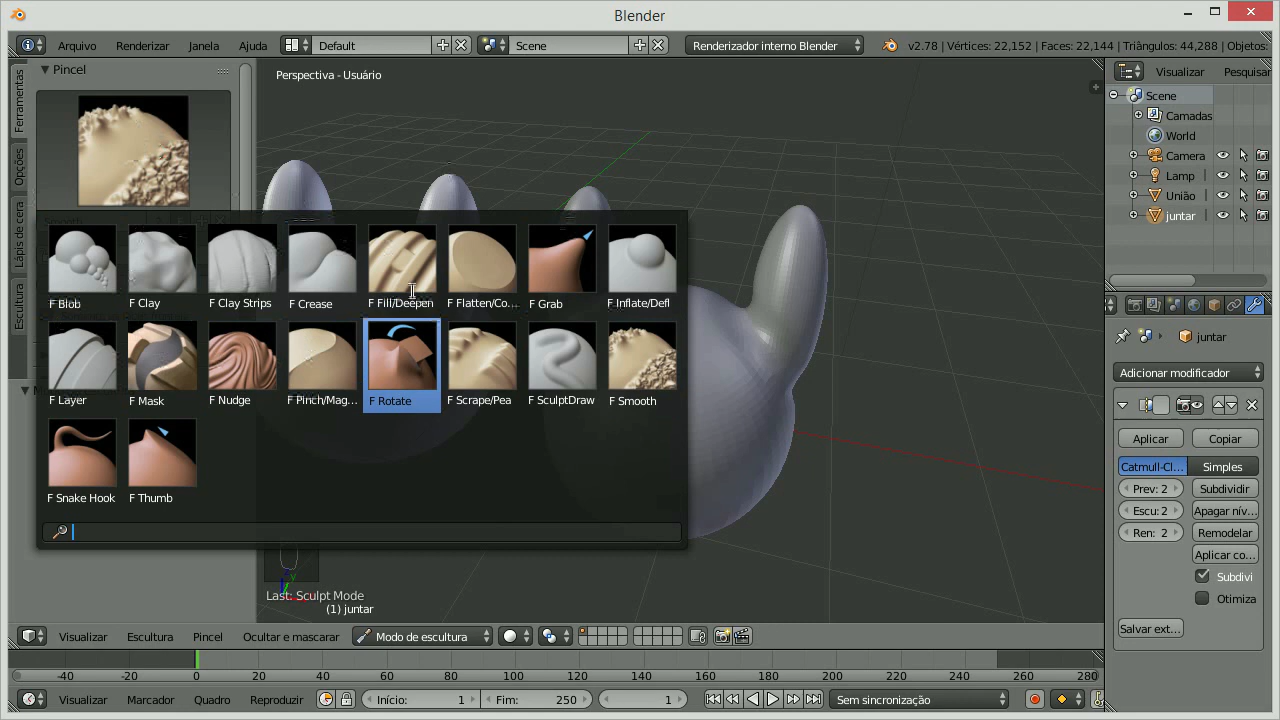 Blender
Arquivo Renderizar Janela Ajuda Default Scene Renderizador interno Blender v2.78 | Vértices: 22,152 | Faces: 22,144 | Triângulos: 44,288 | Objetos:
Pincel
Perspectiva - Usuário
Visualizar Pesquisar
Scene
Camadas
World
Camera
Lamp
União
juntar
Ferramentas
Opções
Lápis de cera
Escultura
F Blob F Clay F Clay Strips F Crease F Fill/Deepen F Flatten/Co... F Grab F Inflate/Defl
F Layer F Mask F Nudge F Pinch/Mag... F Rotate F Scrape/Pea F SculptDraw F Smooth
F Snake Hook F Thumb
juntar
Adicionar modificador
Aplicar Copiar
Catmull-Cl... Simples
Prev: 2 Subdividir
Escu: 2 Apagar nív...
Ren: 2 Remodelar
Aplicar co...
Subdivi
Otimiza
Salvar ext...
y
Last: Sculpt Mode
(1) juntar
Visualizar Escultura Pincel Ocultar e mascarar Modo de escultura
-40 -20 0 20 40 60 80 100 120 140 160 180 200 220 240 260 280
Visualizar Marcador Quadro Reproduzir Início: 1 Fim: 250 1 Sem sincronização